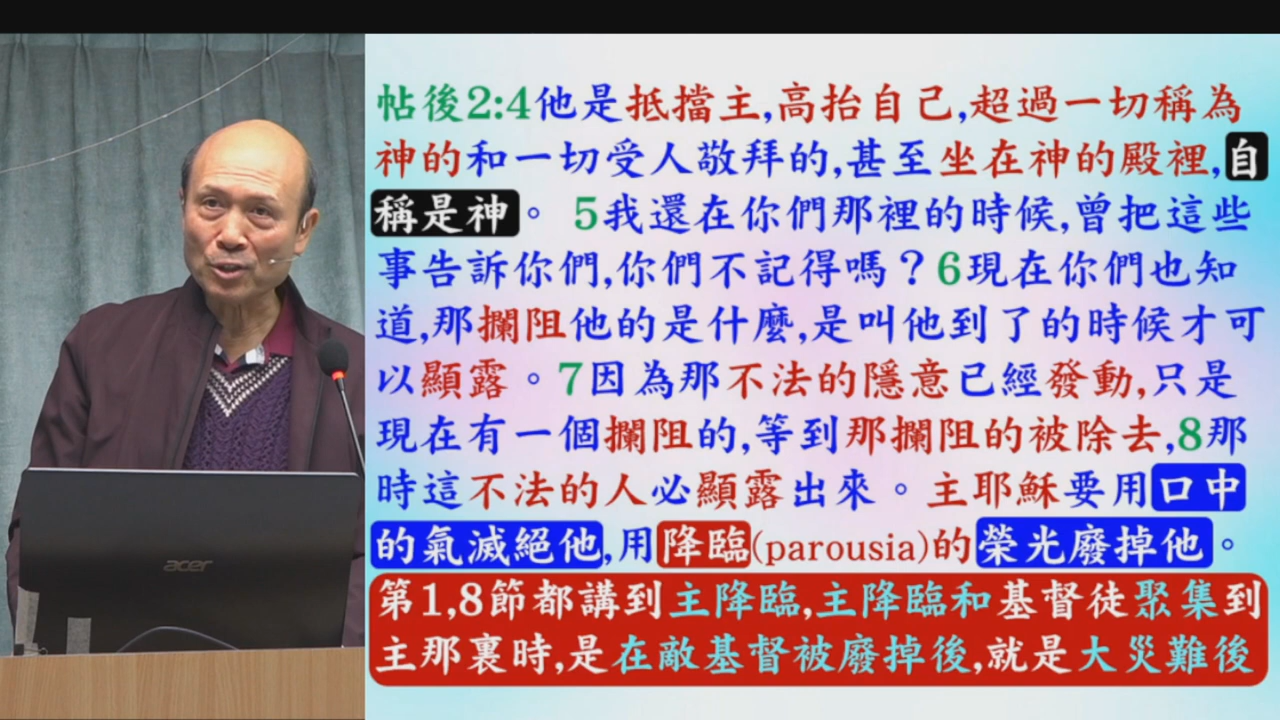 帖後2:4他是抵擋主,高抬自己,超過一切稱為
神的和一切受人敬拜的,甚至坐在神的殿裡,自
稱是神。 5我還在你們那裡的時候,曾把這些
事告訴你們,你們不記得嗎？6現在你們也知
道,那攔阻他的是什麼,是叫他到了的時候才可
以顯露。7因為那不法的隱意已經發動,只是
現在有一個攔阻的,等到那攔阻的被除去,8那
時這不法的人必顯露出來。主耶穌要用口中
的氣滅絕他,用降臨(parousia)的榮光廢掉他。
第1,8節都講到主降臨,主降臨和基督徒聚集到
主那裏時,是在敵基督被廢掉後,就是大災難後
acer